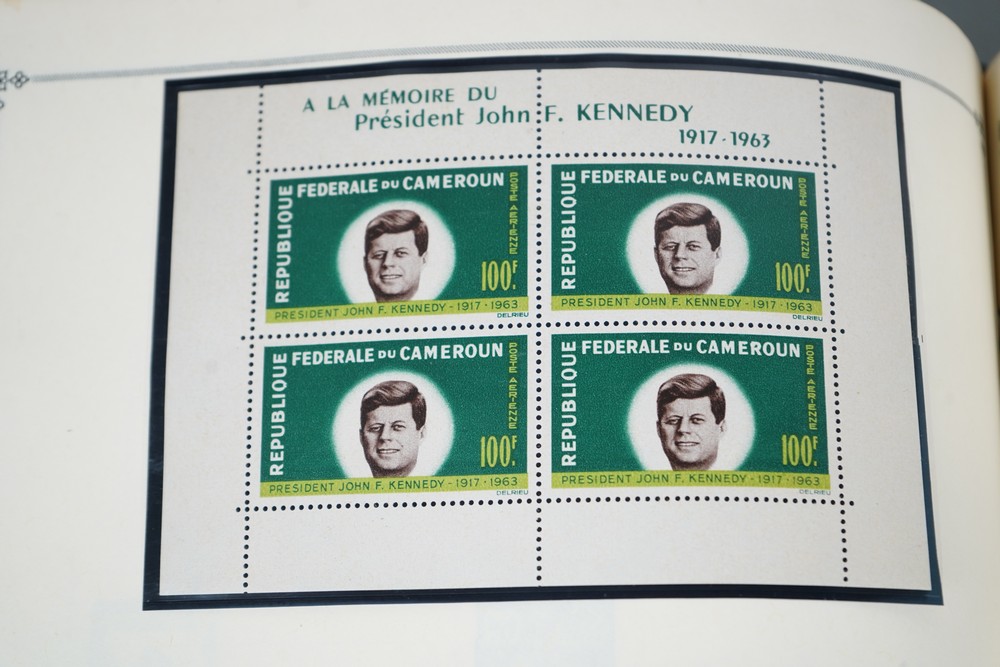 A LA MÉMOIRE DU
Président John F. KENNEDY
1917 - 1963
REPUBLIQUE
FEDERALE DU CAMEROUN
POSTE AERIENNE
100F.
PRESIDENT JOHN F. KENNEDY - 1917 - 1963
DELRIEU
REPUBLIQUE
FEDERALE DU CAMEROUN
POSTE AERIENNE
100F.
PRESIDENT JOHN F. KENNEDY - 1917 - 1963
DELRIEU
REPUBLIQUE
FEDERALE DU CAMEROUN
POSTE AERIENNE
100F.
PRESIDENT JOHN F. KENNEDY - 1917 - 1963
DELRIEU
REPUBLIQUE
FEDERALE DU CAMEROUN
POSTE AERIENNE
100F.
PRESIDENT JOHN F. KENNEDY - 1917 - 1963
DELRIEU